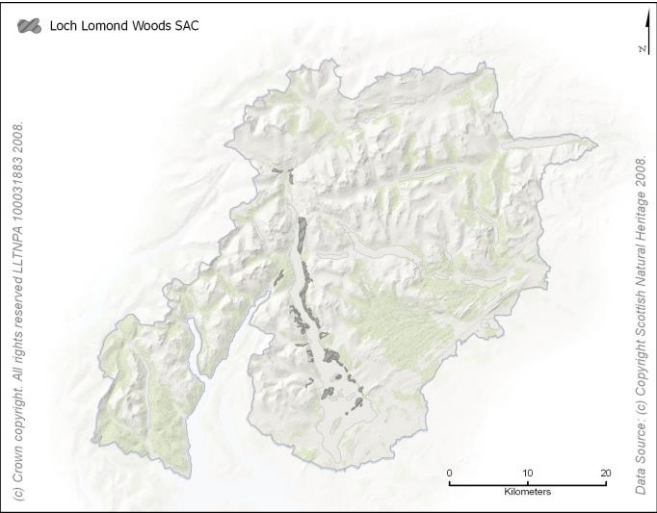 Loch Lomond Woods SAC
N
(c) Crown copyright. All rights reserved LLTNPA 100031883 2008.
Data Source: (c) Copyright Scottish Natural Heritage 2008.
0 10 20
Kilometers